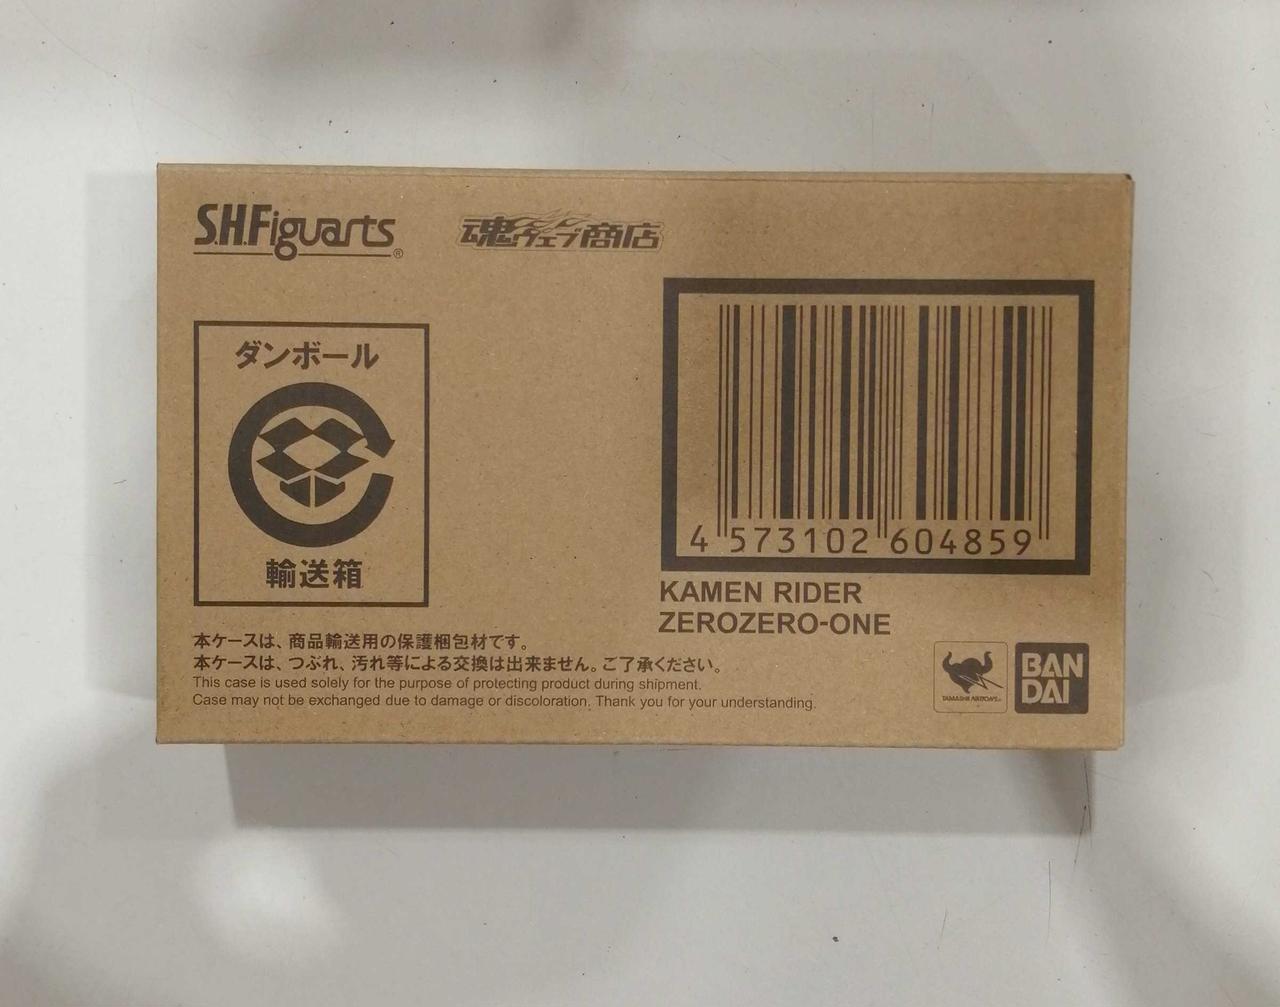 S.H.Figuarts®
魂ウェブ商店
ダンボール
輸送箱
4 573102 604859
KAMEN RIDER
ZEROZERO-ONE
本ケースは、商品輸送用の保護梱包材です。
本ケースは、つぶれ、汚れ等による交換は出来ません。ご了承ください。
This case is used solely for the purpose of protecting product during shipment.
Case may not be exchanged due to damage or discoloration. Thank you for your understanding.
TAMASHII NATIONS
BAN
DAI